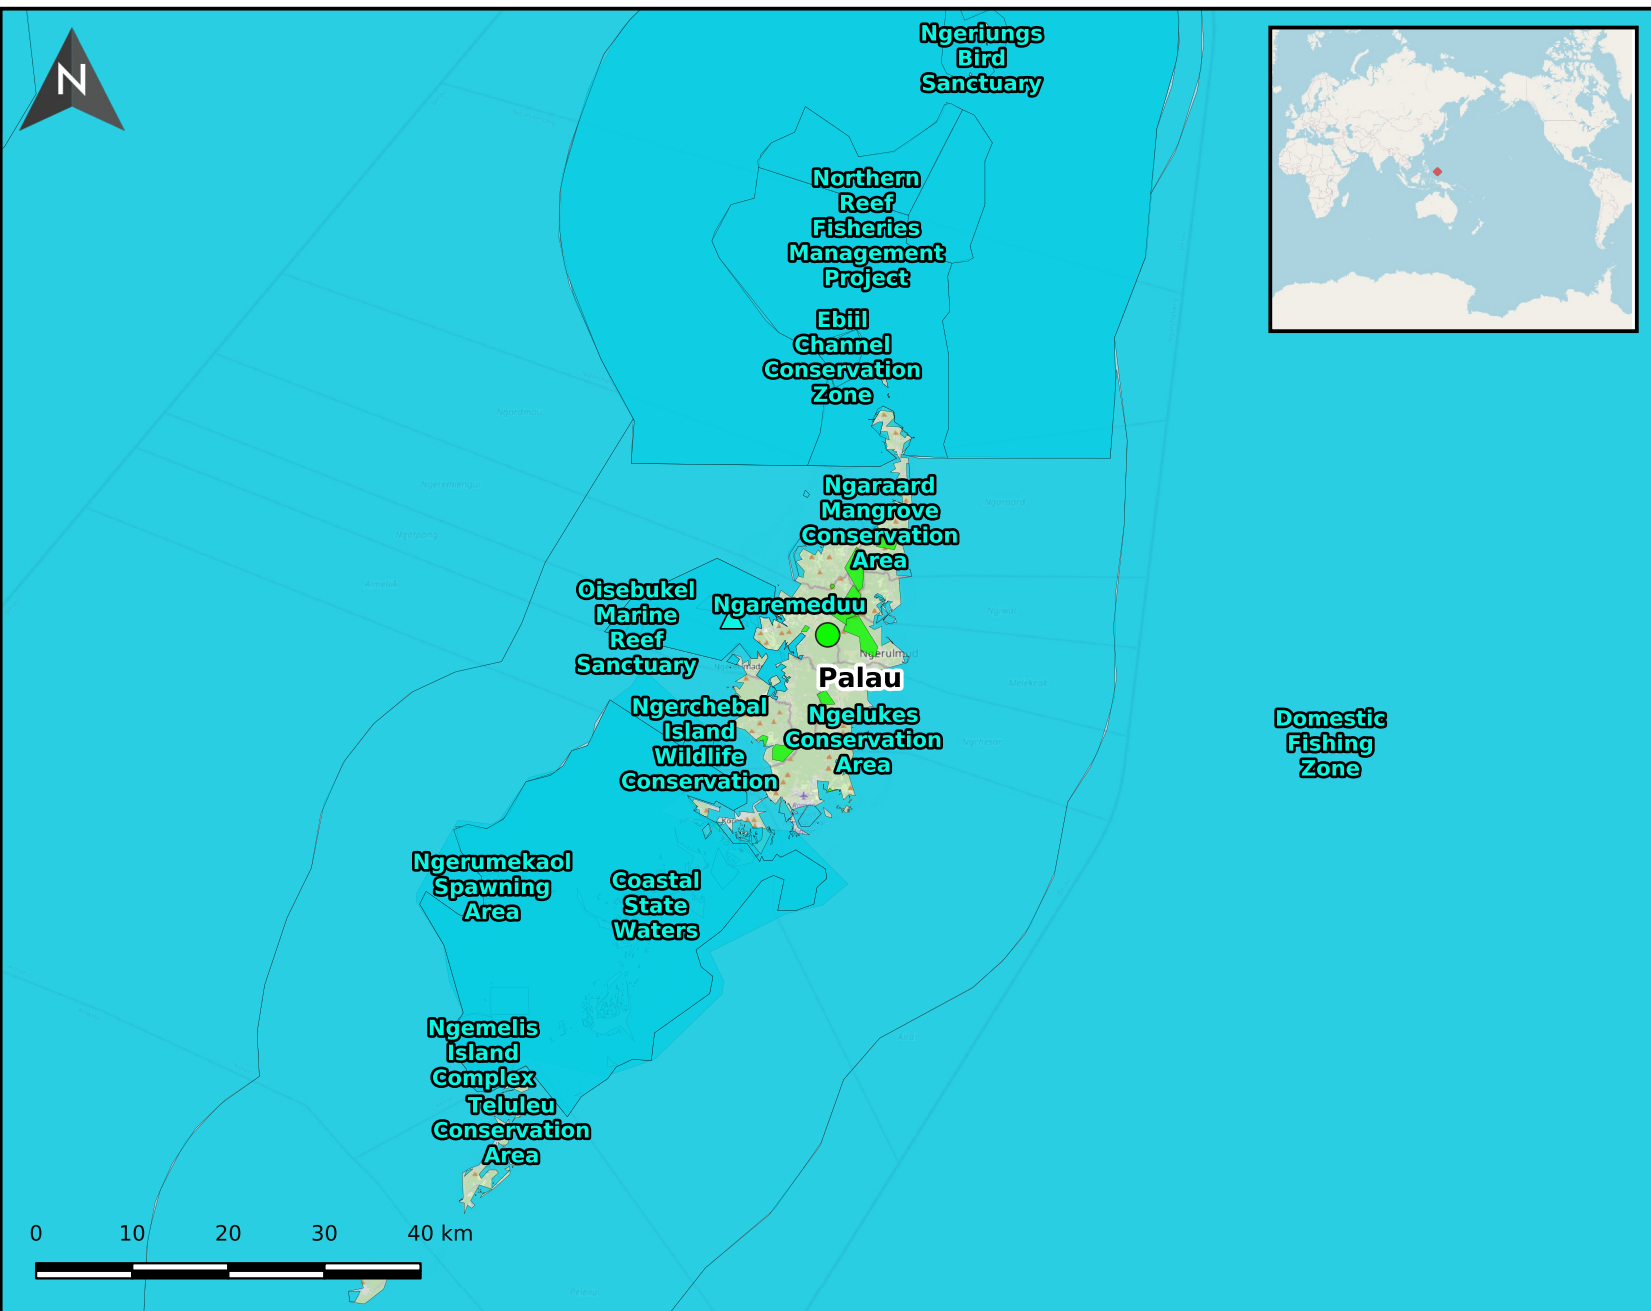 N
Ngeriungs
Bird
Sanctuary
Northern
Reef
Fisheries
Management
Project
Ebiil
Channel
Conservation
Zone
Ngaraard
Mangrove
Conservation
Area
Oisebukel
Marine
Reef
Sanctuary
Ngaremeduu
Ngerulmud
Palau
Ngerchebal
Island
Wildlife
Conservation
Ngelukes
Conservation
Area
Domestic
Fishing
Zone
Ngerumekaol
Spawning
Area
Coastal
State
Waters
Ngemelis
Island
Complex
Teluleu
Conservation
Area
0 10 20 30 40 km